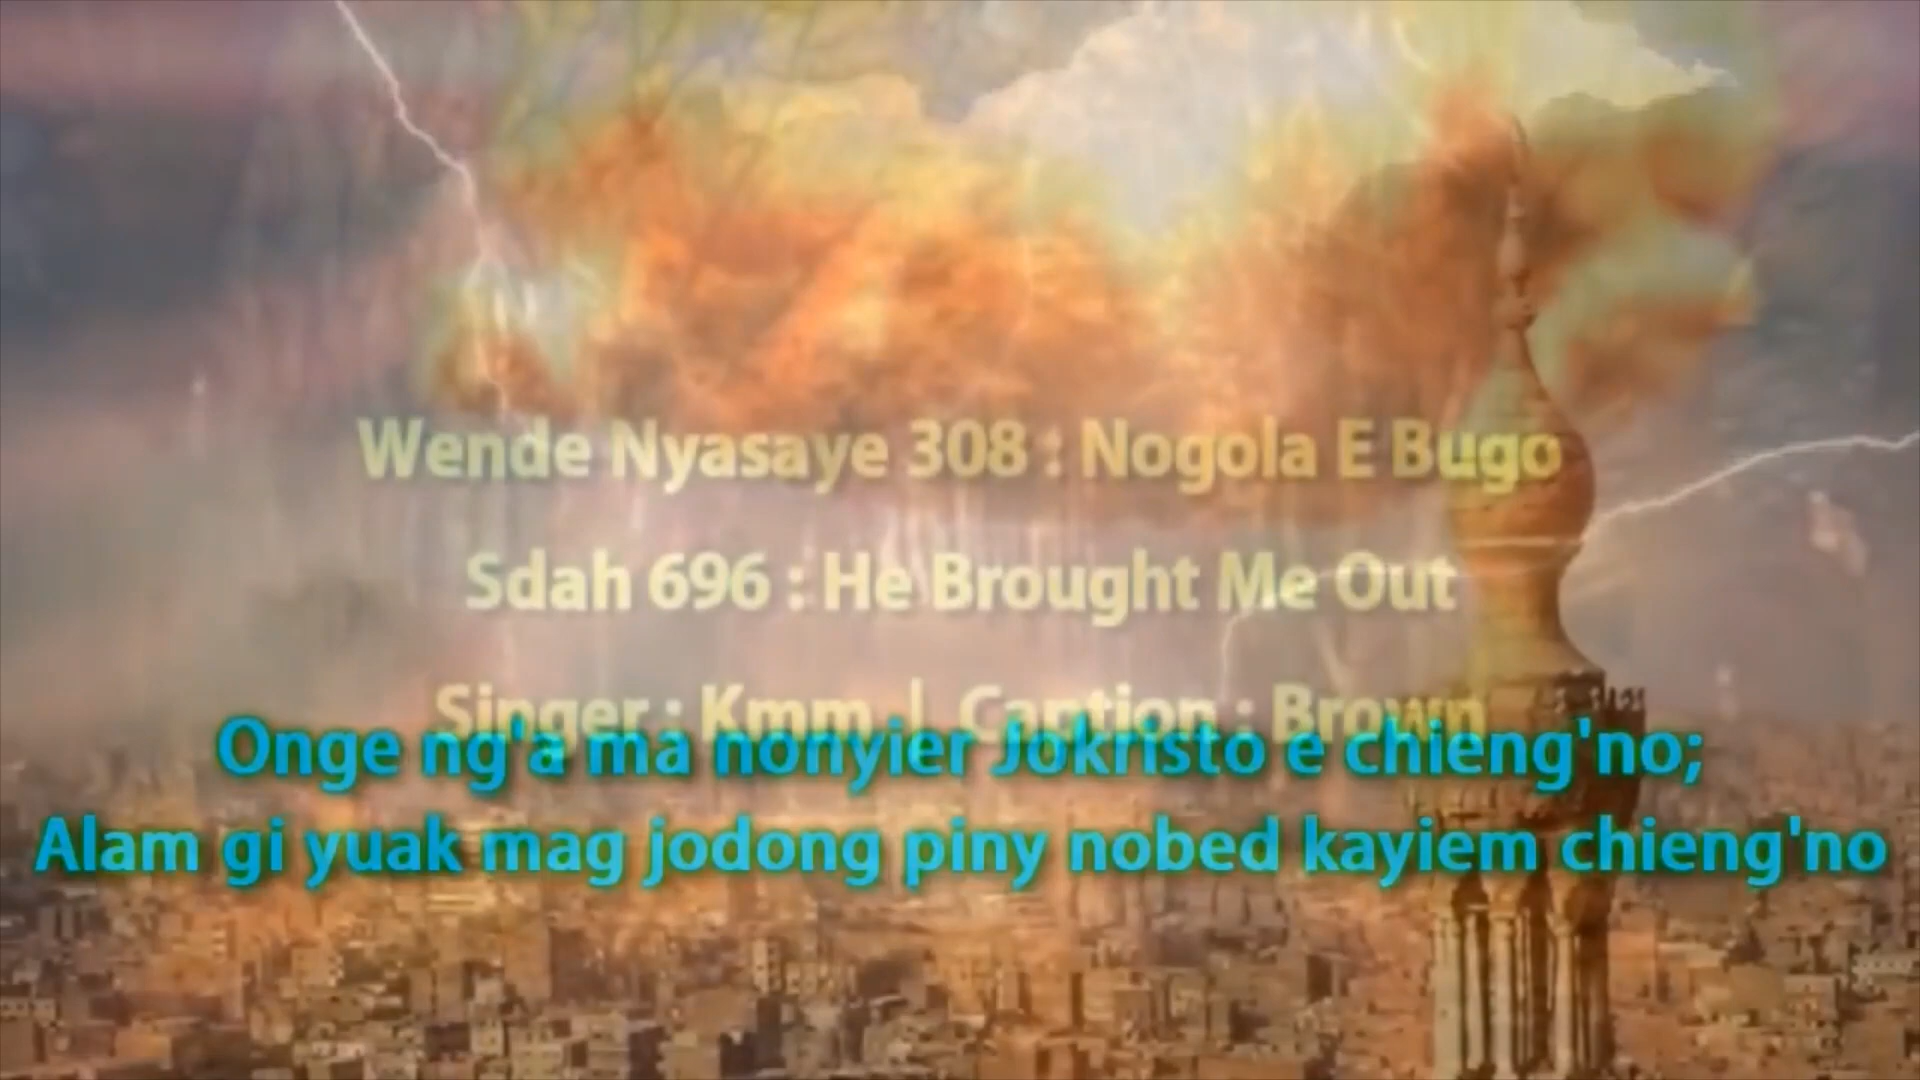 Wende Nyasaye 308 : Nogola E Bugo
Sdah 696 : He Brought Me Out
Singer : Kmm | Caption : Brown
Onge ng'a ma nonyier Jokristo e chieng'no;
Alam gi yuak mag jodong piny nobed kayiem chieng'no